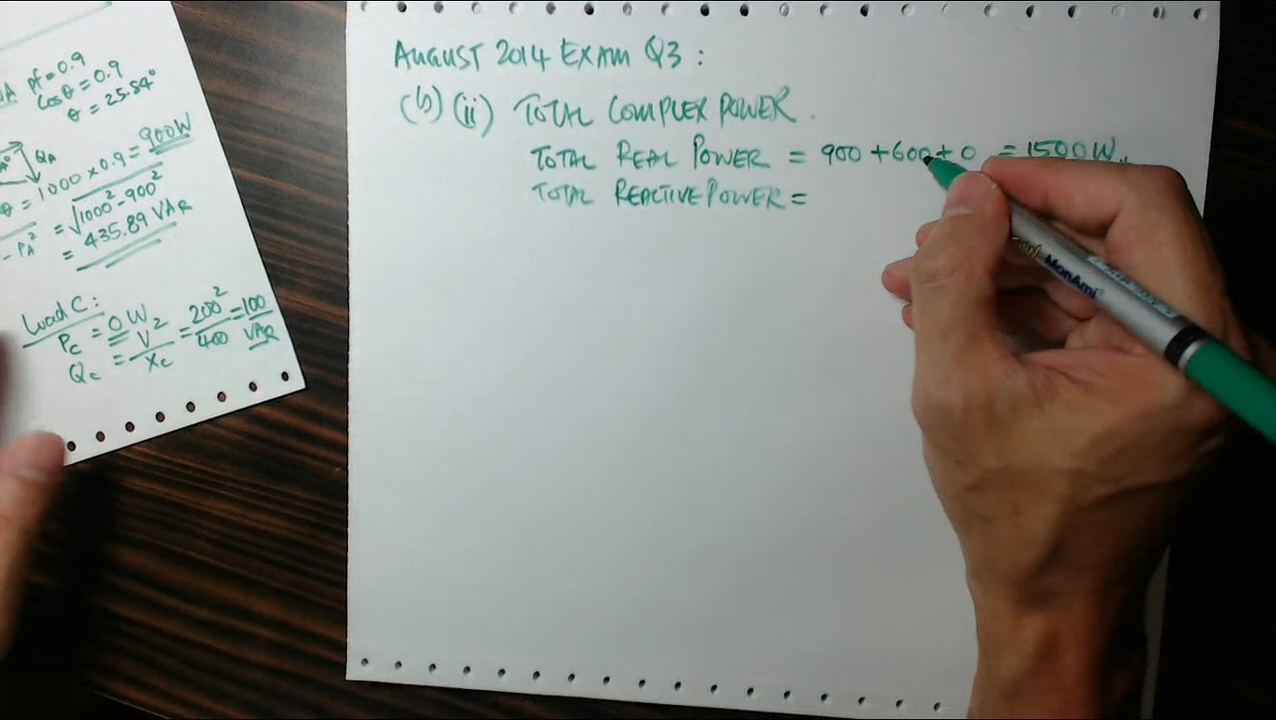 AUGUST 2014 EXAM Q3 :
(b) (ii) TOTAL COMPLEX POWER .
TOTAL REAL POWER = 900 + 600 + 0 = 1500 W
TOTAL REACTIVE POWER =
pf = 0.9
cos θ = 0.9
θ = 25.84°
QA
= 1000 × 0.9 = 900W
= √1000² - 900²
- PA²
= 435.89 VAR
Load C :
Pc = 0 W
Qc = V²/Xc = 200²/400 = 100 VAR
MonAmi